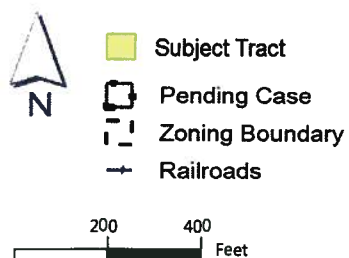 N
Subject Tract
Pending Case
Zoning Boundary
Railroads
200 400
Feet